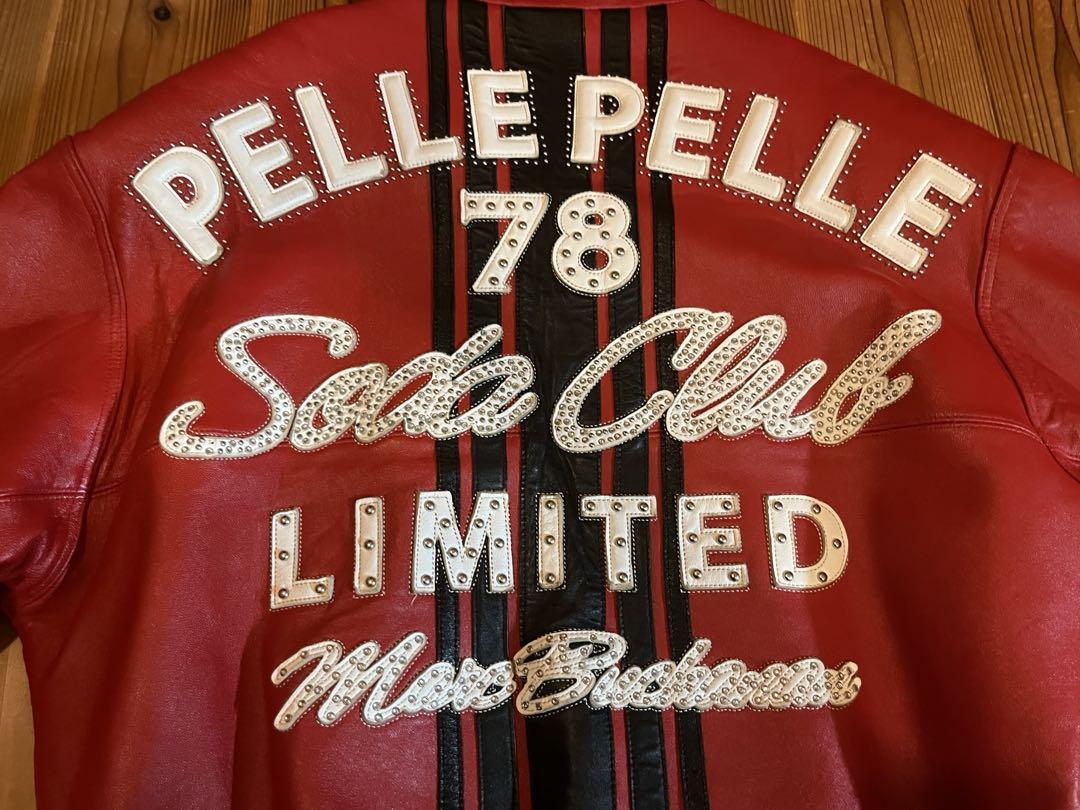 PELLE PELLE
78
Soda Club
LIMITED
Marc Buchanan